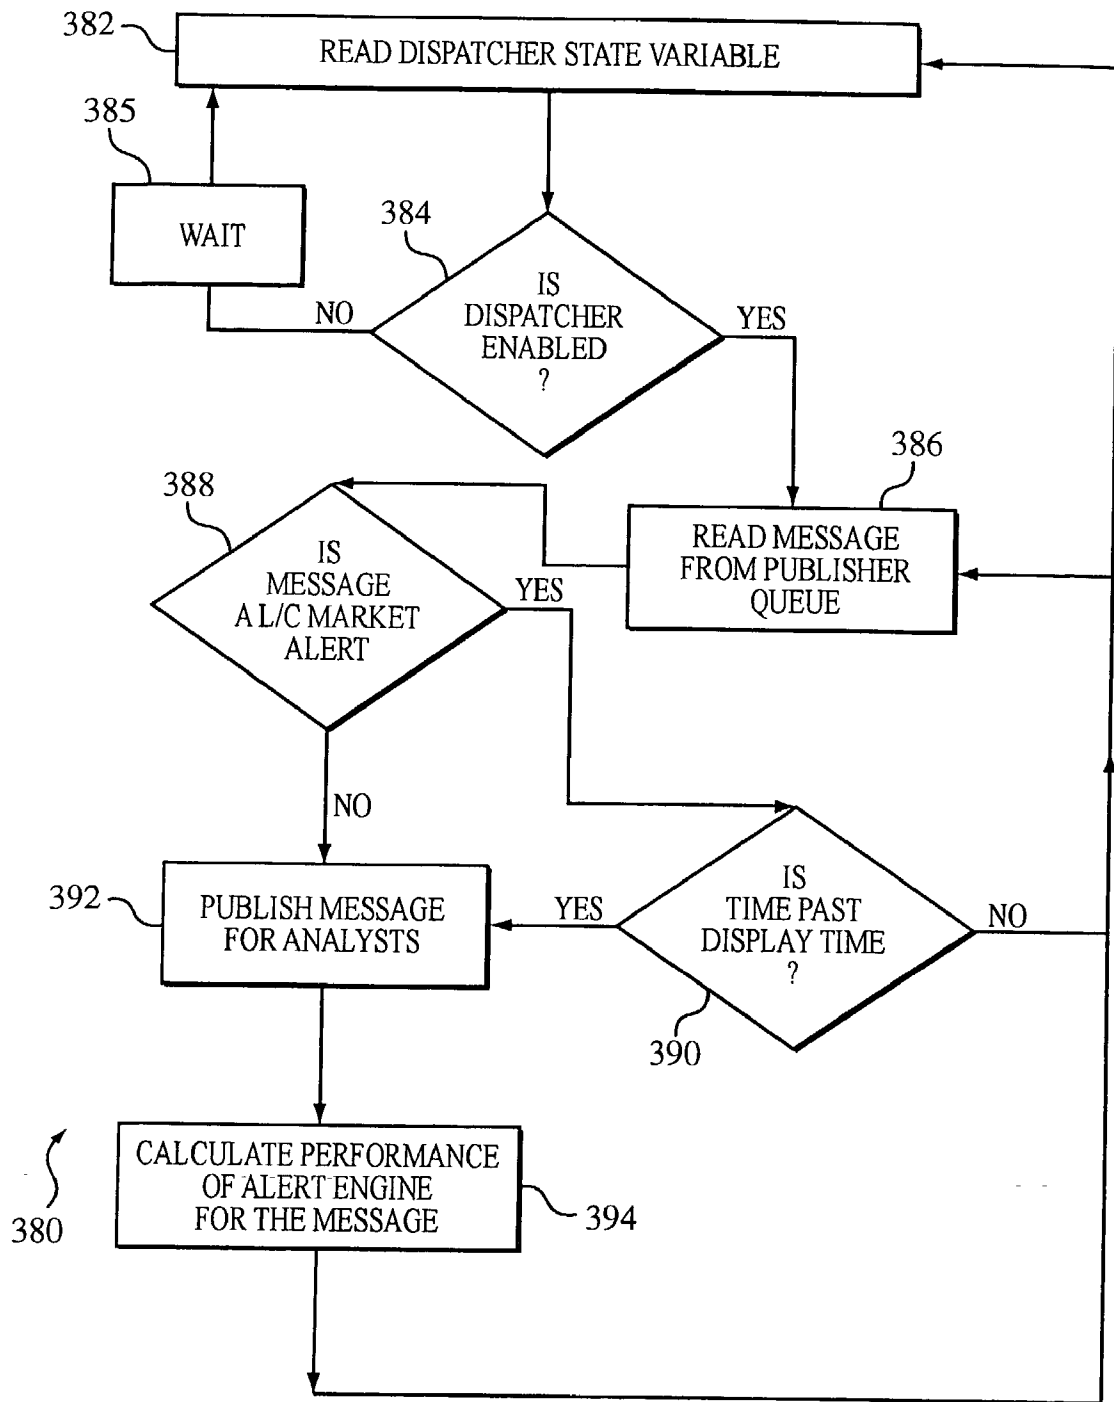 382
READ DISPATCHER STATE VARIABLE
385
WAIT
384
IS
DISPATCHER
ENABLED
?
NO
YES
386
READ MESSAGE
FROM PUBLISHER
QUEUE
388
IS
MESSAGE
A L/C MARKET
ALERT
YES
NO
392
PUBLISH MESSAGE
FOR ANALYSTS
YES
IS
TIME PAST
DISPLAY TIME
?
NO
390
CALCULATE PERFORMANCE
OF ALERT ENGINE
FOR THE MESSAGE
394
380